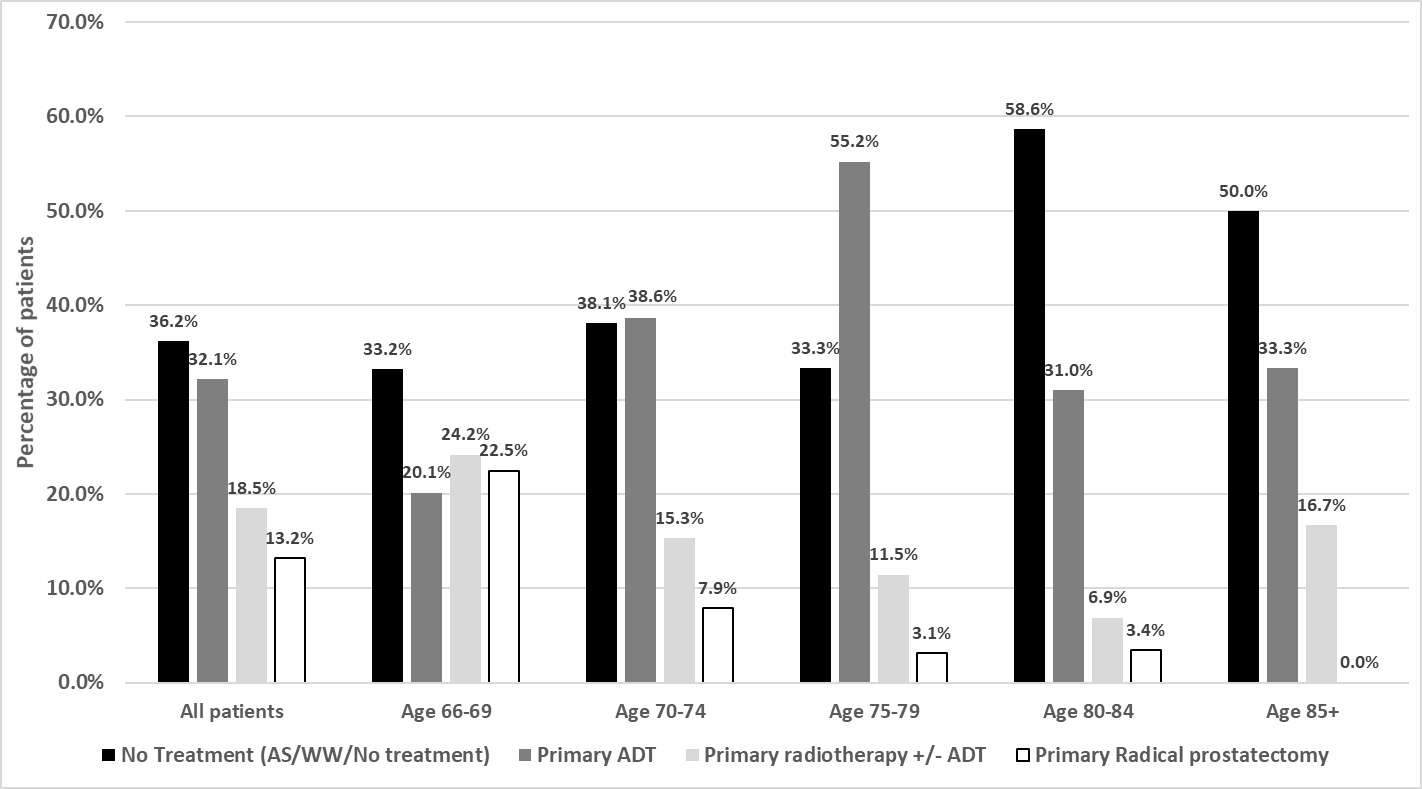 70.0%
60.0%
50.0%
40.0%
30.0%
20.0%
10.0%
0.0%
Percentage of patients
36.2%
32.1%
18.5%
13.2%
33.2%
20.1%
24.2%
22.5%
38.1%
38.6%
15.3%
7.9%
33.3%
55.2%
11.5%
3.1%
58.6%
31.0%
6.9%
3.4%
50.0%
33.3%
16.7%
0.0%
All patients
Age 66-69
Age 70-74
Age 75-79
Age 80-84
Age 85+
No Treatment (AS/WW/No treatment)
Primary ADT
Primary radiotherapy +/- ADT
Primary Radical prostatectomy